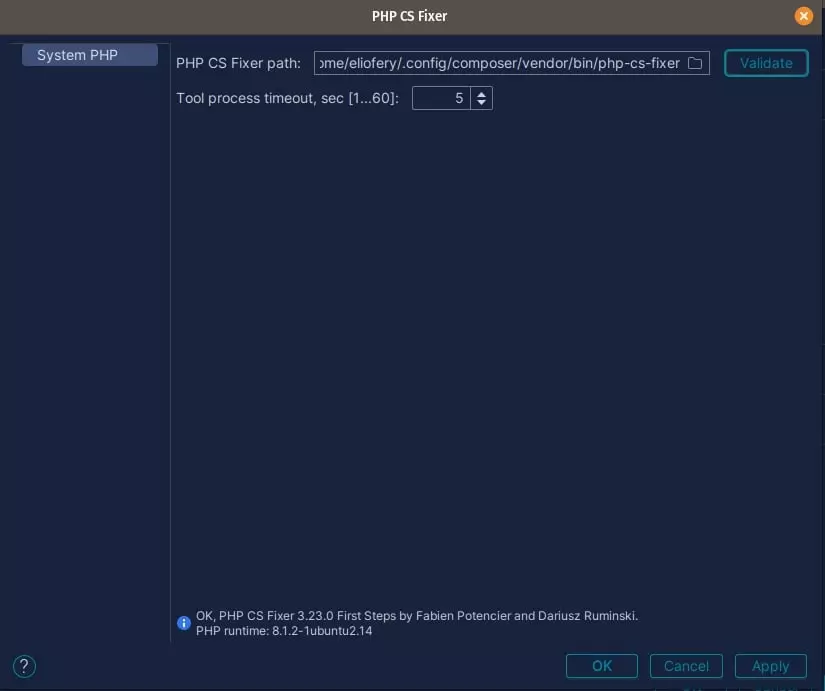 PHP CS Fixer
System PHP
PHP CS Fixer path: ome/eliofery/.config/composer/vendor/bin/php-cs-fixer Validate
Tool process timeout, sec [1...60]: 5
OK, PHP CS Fixer 3.23.0 First Steps by Fabien Potencier and Dariusz Ruminski.
PHP runtime: 8.1.2-1ubuntu2.14
? OK Cancel Apply